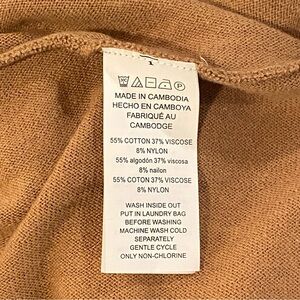 1
MADE IN CAMBODIA
HECHO EN CAMBOYA
FABRIQUÉ AU
CAMBODGE
55% COTTON 37% VISCOSE
8% NYLON
55% algodón 37% viscosa
8% nailon
55% COTON 37% VISCOSE
8% NYLON
WASH INSIDE OUT
PUT IN LAUNDRY BAG
BEFORE WASHING
MACHINE WASH COLD
SEPARATELY
GENTLE CYCLE
ONLY NON-CHLORINE